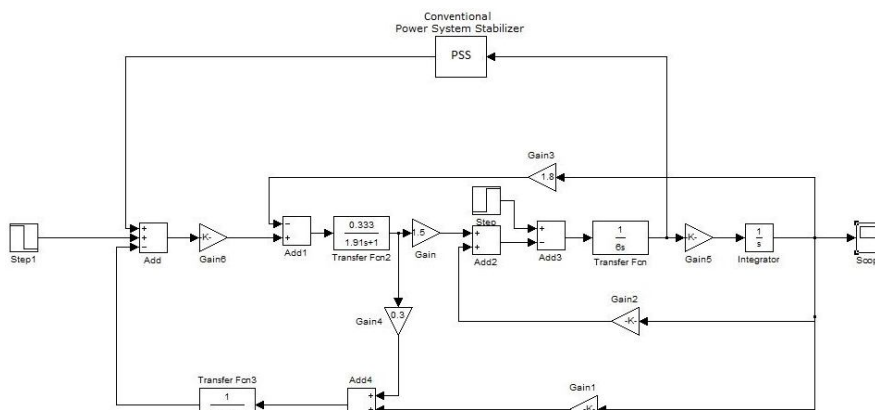 Conventional
Power System Stabilizer
PSS
Gain3
1.8
Step
Step1
+
+
−
Add
-K-
Gain6
−
+
Add1
0.333
1.91s+1
Transfer Fcn2
1.5
Gain
+
+
Add2
+
−
Add3
1
6s
Transfer Fcn
-K-
Gain5
1
s
Integrator
Gain2
-K-
Gain4
0.3
Transfer Fcn3
1
Add4
+
+
Gain1
-K-